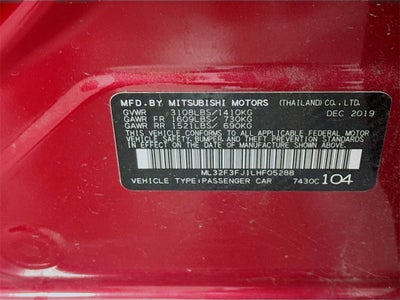 MFD.BY MITSUBISHI MOTORS (THAILAND) CO.,LTD.
GVWR 3108LBS/1410KG DEC 2019
GAWR FR 1609LBS/ 730KG
GAWR RR 1521LBS/ 690KG
THIS VEHICLE CONFORMS TO ALL APPLICABLE FEDERAL MOTOR
VEHICLE SAFETY,BUMPER,AND THEFT PREVENTION STANDARDS
IN EFFECT ON THE DATE OF MANUFACTURE SHOWN ABOVE.
ML32F3FJ1LHF05288
VEHICLE TYPE:PASSENGER CAR 7430C 104